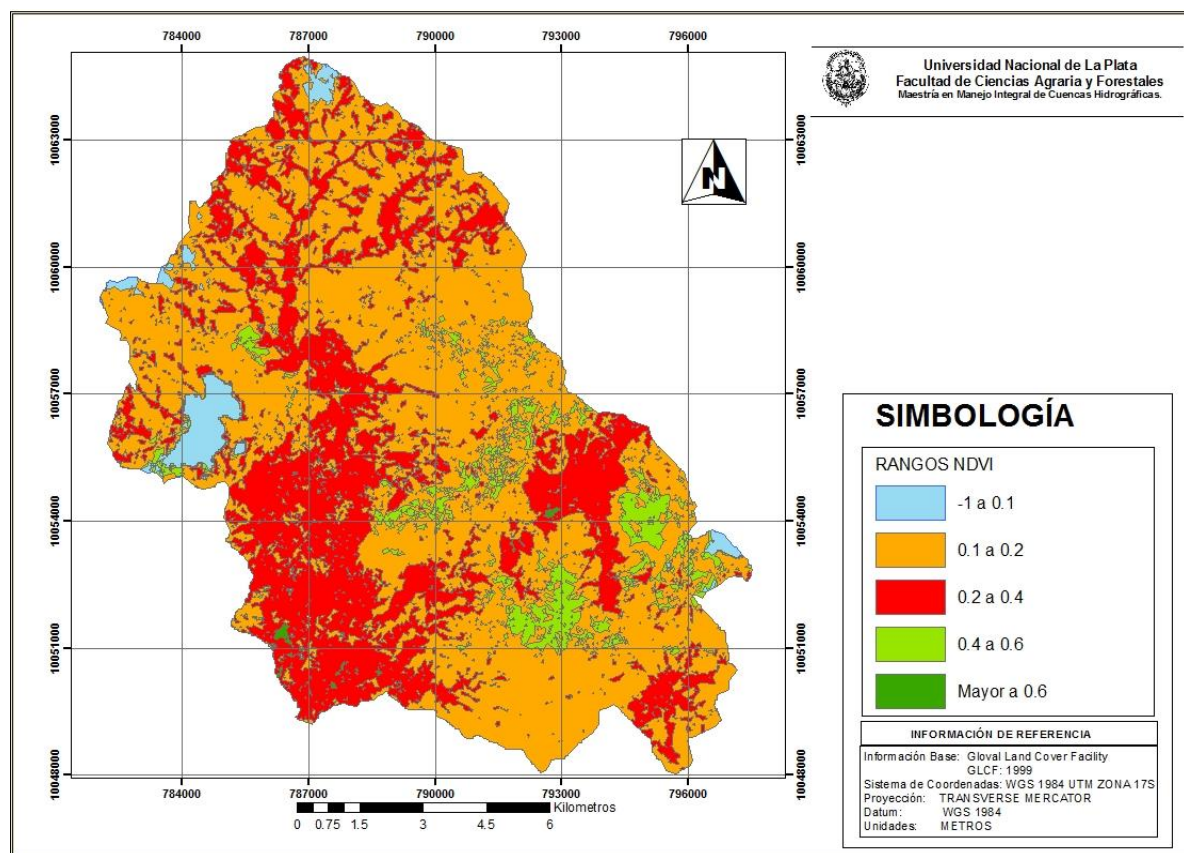 784000 787000 790000 793000 796000
Universidad Nacional de La Plata
Facultad de Ciencias Agraria y Forestales
Maestría en Manejo Integral de Cuencas Hidrográficas.
10063000 10063000
N
10060000 10060000
10057000 10057000
10054000 10054000
10051000 10051000
10048000 10048000
784000 787000 790000 793000 796000
Kilometros
0 0.75 1.5 3 4.5 6
SIMBOLOGÍA
RANGOS NDVI
-1 a 0.1
0.1 a 0.2
0.2 a 0.4
0.4 a 0.6
Mayor a 0.6
INFORMACIÓN DE REFERENCIA
Información Base: Gloval Land Cover Facility
GLCF: 1999
Sistema de Coordenadas: WGS 1984 UTM ZONA 17S
Proyección: TRANSVERSE MERCATOR
Datum: WGS 1984
Unidades: METROS